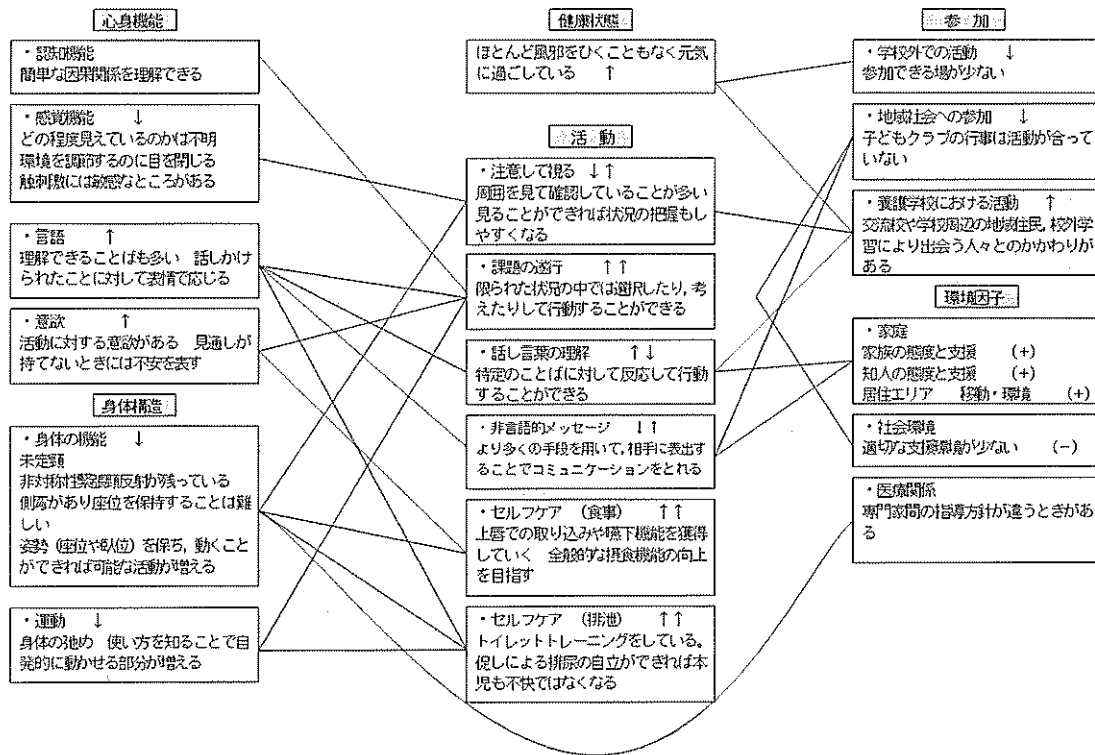 心身機能
・認知機能
簡単な因果関係を理解できる
・感覚機能 ↓
どの程度見えているのかは不明
環境を調節するのに目を閉じる
触刺激には敏感なところがある
・言語 ↑
理解できることばも多い 話しかけ
られたことに対して表情で応じる
・意欲 ↑
活動に対する意欲がある 見通しが
持てないときには不安を表す
身体構造
・身体の機能 ↓
未定頸
非対称性緊張性頸反射が残っている
側弯があり座位を保持することは難
しい
姿勢(座位や臥位)を保ち,動くこと
ができれば可能な活動が増える
・運動 ↓
身体の弛め 使い方を知ることで自
発的に動かせる部分が増える
健康状態
ほとんど風邪をひくこともなく元気
に過ごしている ↑
活動
・注意して視る ↓↑
周囲を見て確認していることが多い
見ることができれば状況の把握もし
やすくなる
・課題の遂行 ↑↑
限られた状況の中では選択したり,考
えたりして行動することができる
・話し言葉の理解 ↑↓
特定のことばに対して反応して行動
することができる
・非言語的メッセージ ↓↑
より多くの手段を用いて,相手に表出す
ることでコミュニケーションをとれる
・セルフケア (食事) ↑↑
上唇での取り込みや嚥下機能を獲得
していく 全般的な摂食機能の向上
を目指す
・セルフケア (排泄) ↑↑
トイレットトレーニングをしている。
促しによる排尿の自立ができれば本
児も不快ではなくなる
参加
・学校外での活動 ↓
参加できる場が少ない
・地域社会への参加 ↓
子どもクラブの行事は活動が合って
いない
・養護学校における活動 ↑
交流校や学校周辺の地域住民,校外学
習により出会う人々とのかかわりが
ある
環境因子
・家庭
家族の態度と支援 (+)
知人の態度と支援 (+)
居住エリア 移動・環境 (+)
・社会環境
適切な支援環境が少ない (−)
・医療関係
専門家間の指導方針が違うときがあ
る